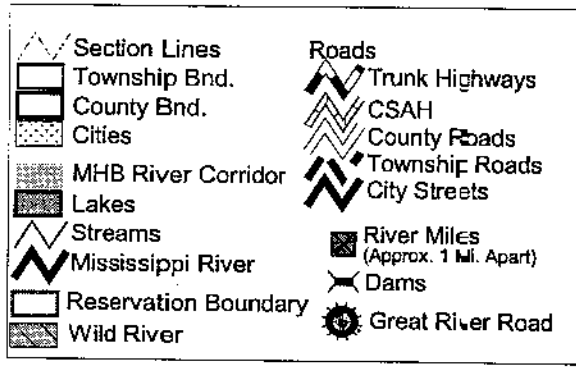 Section Lines
Township Bnd.
County Bnd.
Cities
MHB River Corridor
Lakes
Streams
Mississippi River
Reservation Boundary
Wild River
Roads
Trunk Highways
CSAH
County Roads
Township Roads
City Streets
River Miles
(Approx. 1 Mi. Apart)
Dams
Great River Road